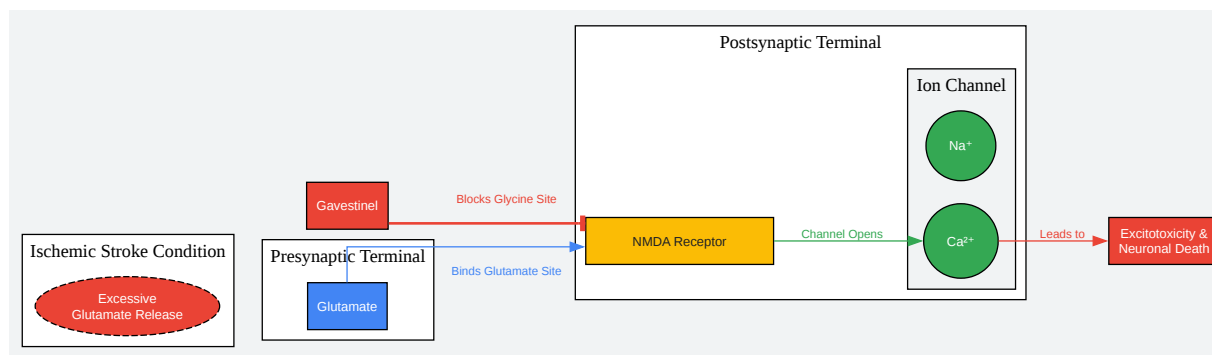 Postsynaptic Terminal
Ion Channel
Na⁺
Gavestinel
Blocks Glycine Site
NMDA Receptor
Channel Opens
Ca²⁺
Leads to
Excitotoxicity &
Neuronal Death
Ischemic Stroke Condition
Excessive
Glutamate Release
Presynaptic Terminal
Binds Glutamate Site
Glutamate